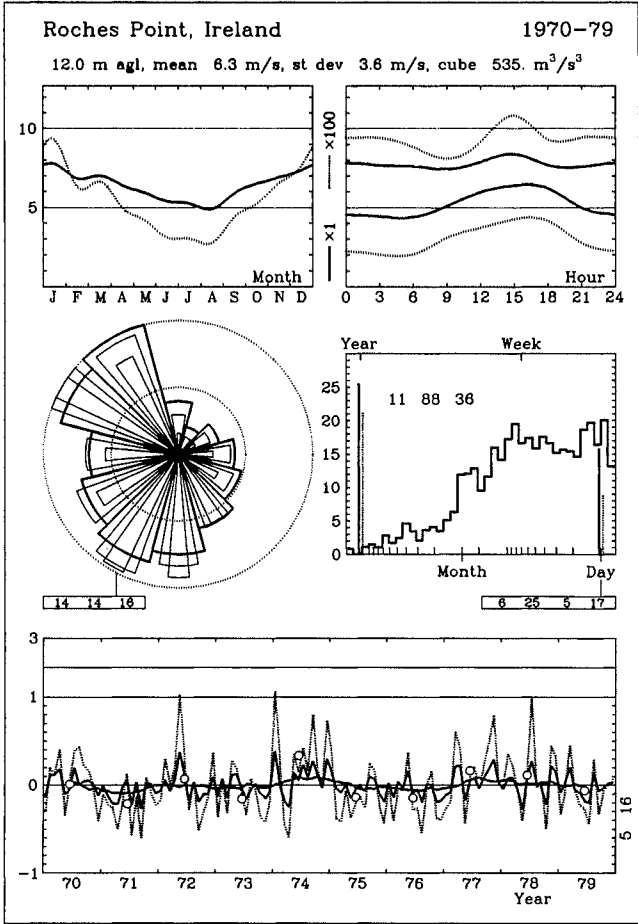 Roches Point, Ireland 1970-79
12.0 m agl, mean 6.3 m/s, st dev 3.6 m/s, cube 535. m³/s³
10
5
Month
J F M A M J J A S O N D
×1 ×100
Hour
0 3 6 9 12 15 18 21 24
14 14 16
Year Week
30
25
20
15
10
5
0
11 88 36
Month Day
6 25 5 17
3
1
0
-1
70 71 72 73 74 75 76 77 78 79
Year
5 16